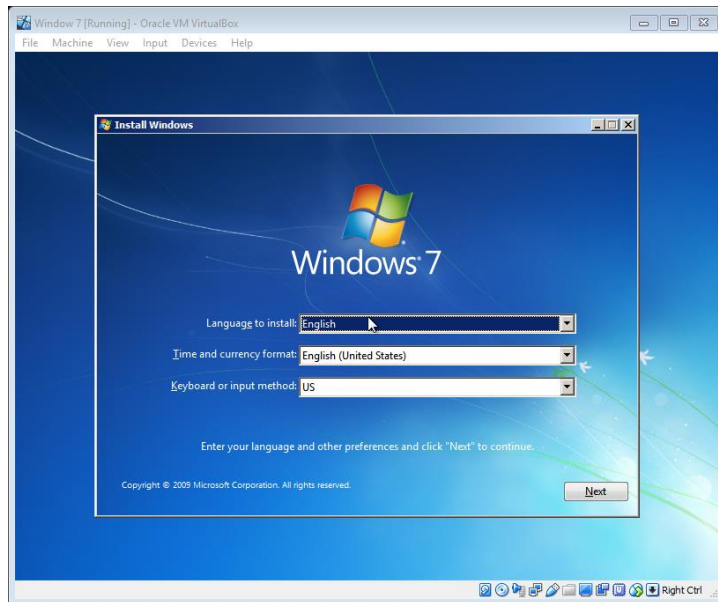 Window 7 [Running] - Oracle VM VirtualBox
File Machine View Input Devices Help
Install Windows
Windows 7
Language to install: English
Time and currency format: English (United States)
Keyboard or input method: US
Enter your language and other preferences and click "Next" to continue.
Copyright © 2009 Microsoft Corporation. All rights reserved.
Next
Right Ctrl